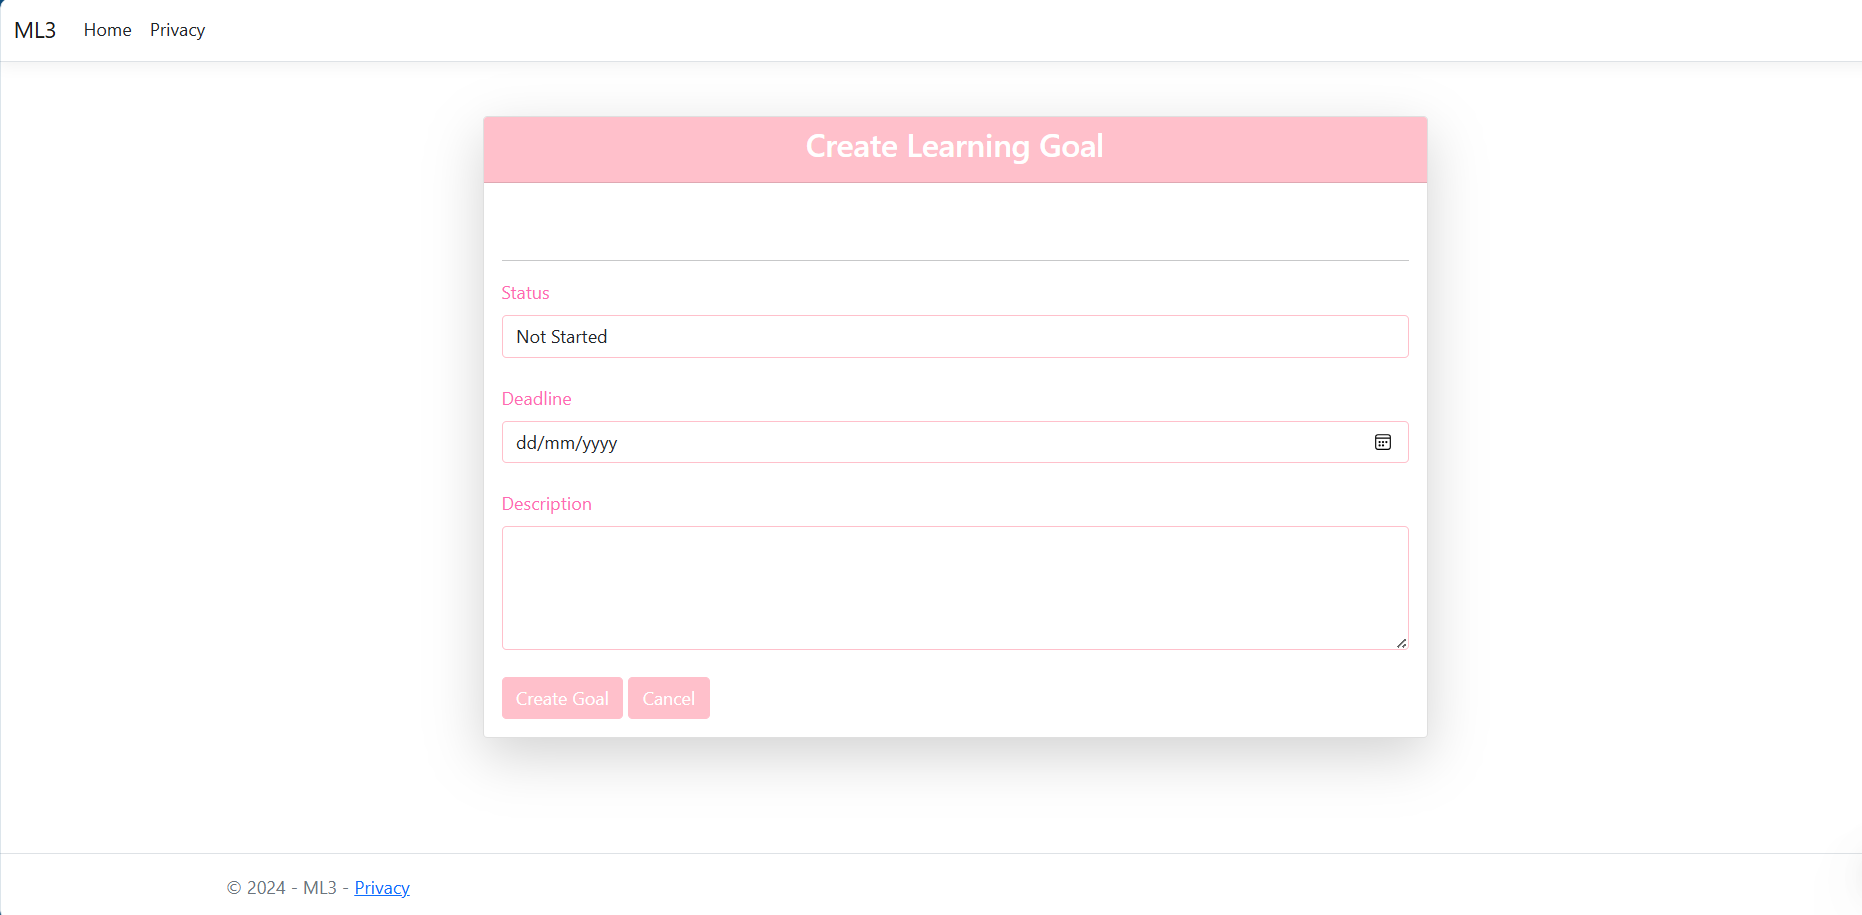 ML3 Home Privacy
Create Learning Goal
Status
Not Started
Deadline
dd/mm/yyyy
Description
Create Goal Cancel
© 2024 - ML3 - Privacy